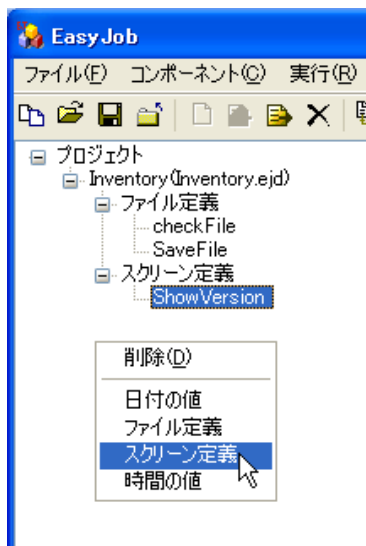 EasyJob
ファイル(F) コンポーネント(C) 実行(R)
プロジェクト
Inventory(Inventory.ejd)
ファイル定義
checkFile
SaveFile
スクリーン定義
ShowVersion
削除(D)
日付の値
ファイル定義
スクリーン定義
時間の値